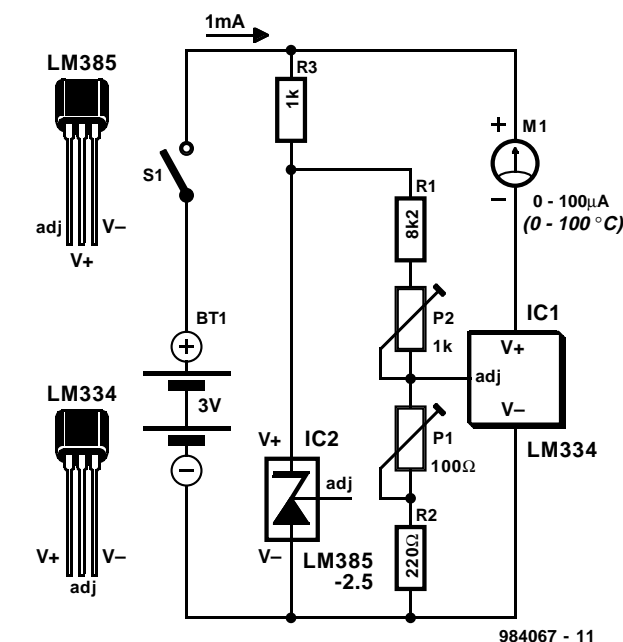 1mA
LM385
R3
1k
+ M1
S1
R1
–
0 - 100µA
(0 - 100 °C)
8k2
adj V–
V+
IC1
BT1
P2
1k
V+
+
adj
LM334
3V
V–
P1
100Ω
LM334
V+ IC2
–
adj
R2
V+ V–
adj
V–
LM385
-2.5
220Ω
984067 - 11